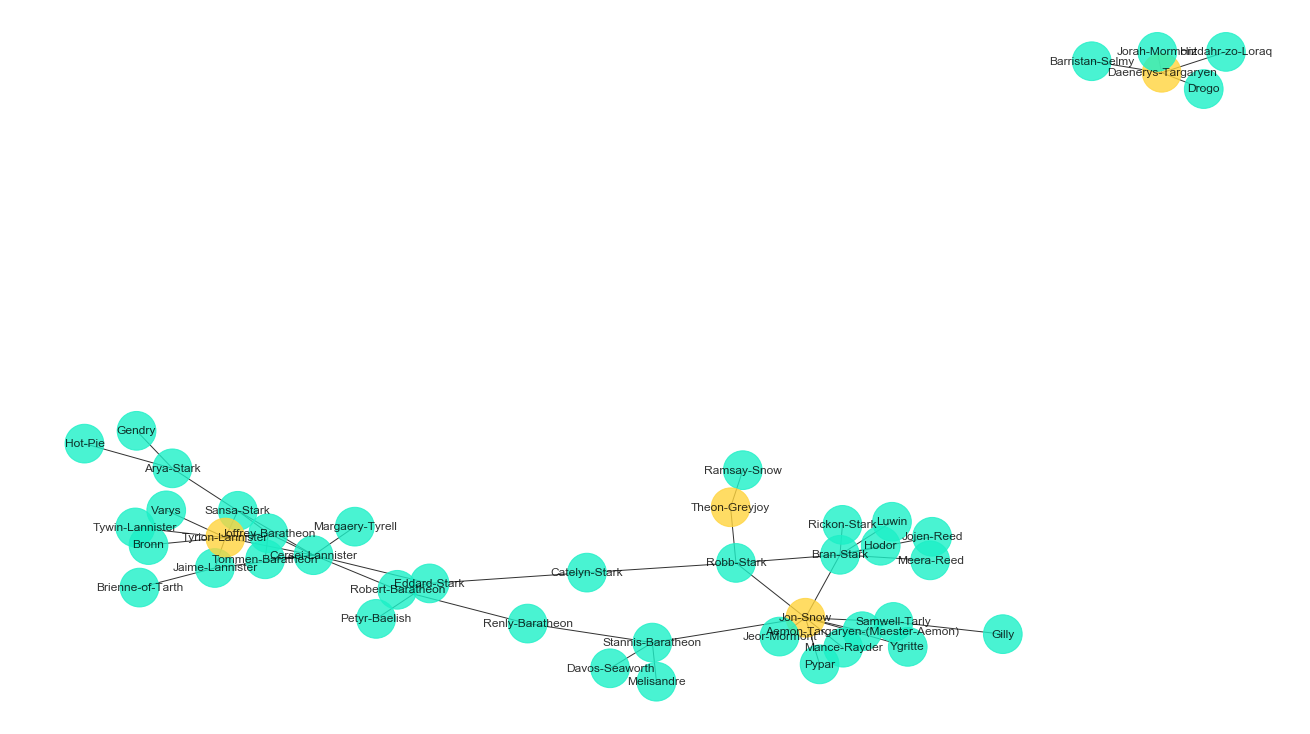 Jorah-Mormont
Hizdahr-zo-Loraq
Barristan-Selmy
Daenerys-Targaryen
Drogo
Gendry
Hot-Pie
Arya-Stark
Ramsay-Snow
Theon-Greyjoy
Varys
Sansa-Stark
Tywin-Lannister
Joffrey-Baratheon
Margaery-Tyrell
Tyrion-Lannister
Bronn
Cersei-Lannister
Tommen-Baratheon
Jaime-Lannister
Brienne-of-Tarth
Rickon-Stark
Luwin
Jojen-Reed
Hodor
Bran-Stark
Meera-Reed
Robb-Stark
Catelyn-Stark
Eddard-Stark
Robert-Baratheon
Petyr-Baelish
Renly-Baratheon
Stannis-Baratheon
Davos-Seaworth
Melisandre
Jon-Snow
Samwell-Tarly
Aemon-Targaryen-(Maester-Aemon)
Jeor-Mormont
Gilly
Mance-Rayder
Ygritte
Pypar